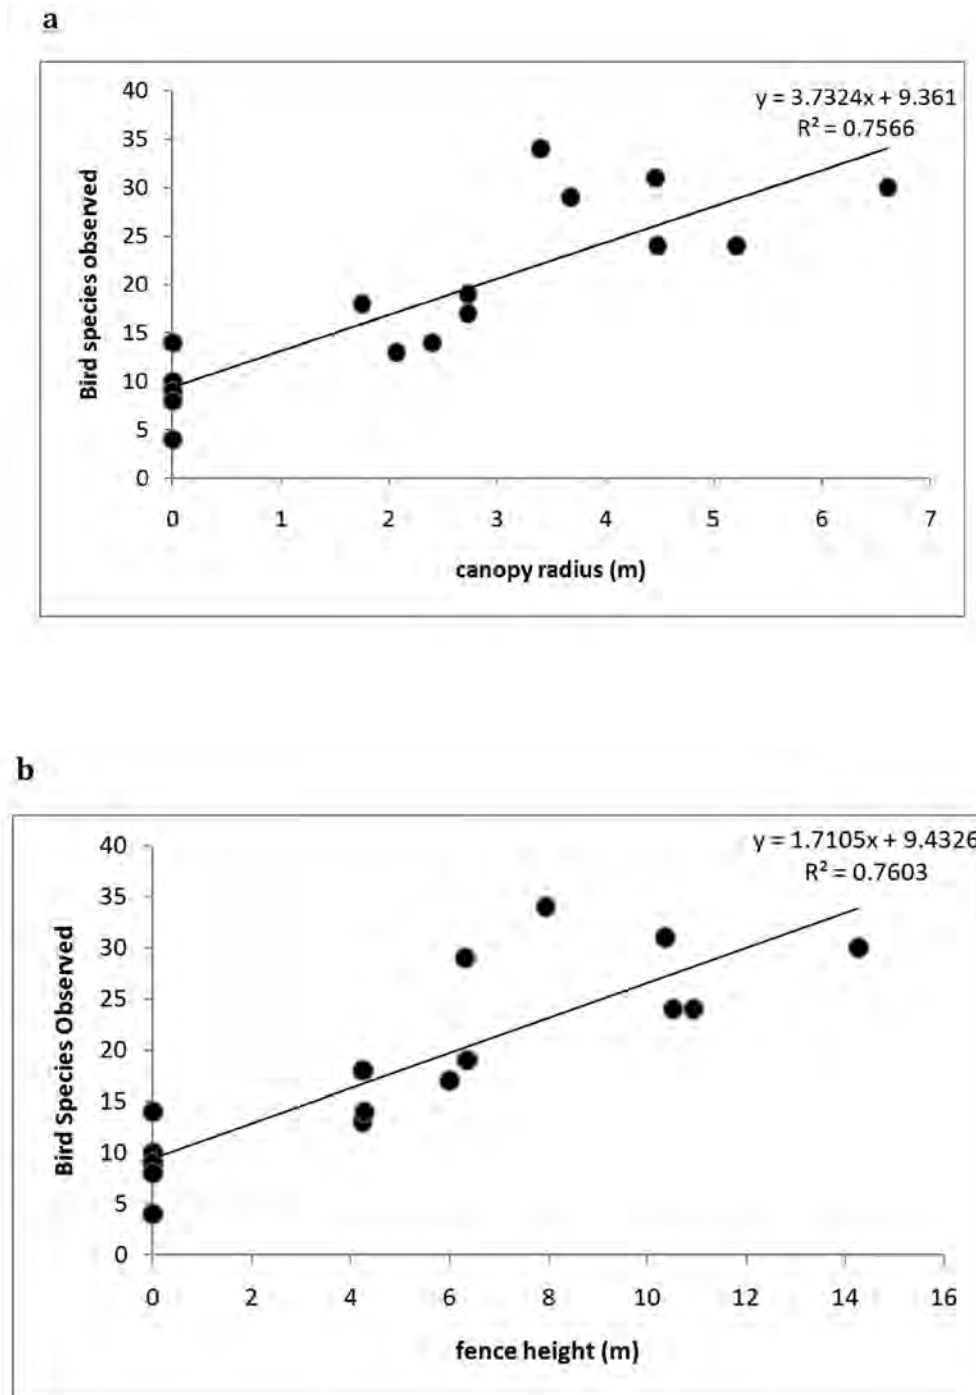 a
y = 3.7324x + 9.361
R² = 0.7566
40
35
30
25
20
15
10
5
0
Bird species observed
0 1 2 3 4 5 6 7
canopy radius (m)
b
y = 1.7105x + 9.4326
R² = 0.7603
40
35
30
25
20
15
10
5
0
Bird Species Observed
0 2 4 6 8 10 12 14 16
fence height (m)